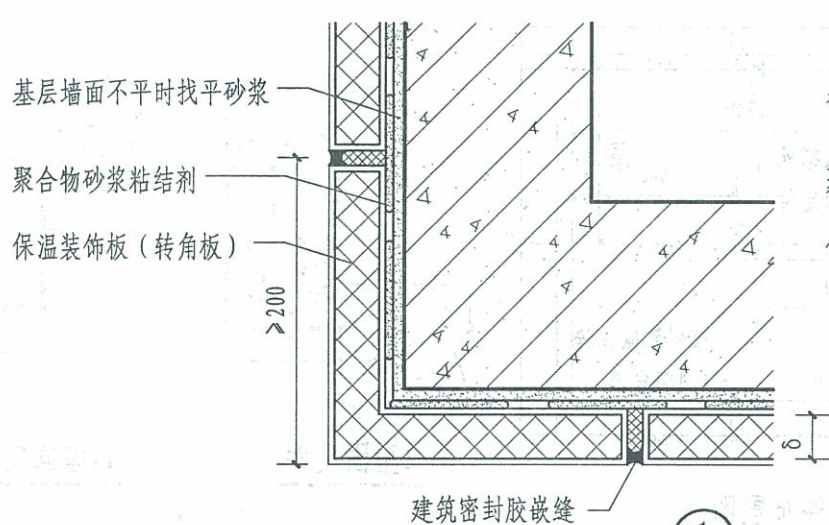 基层墙面不平时找平砂浆
聚合物砂浆粘结剂
保温装饰板（转角板）
≥200
δ
建筑密封胶嵌缝